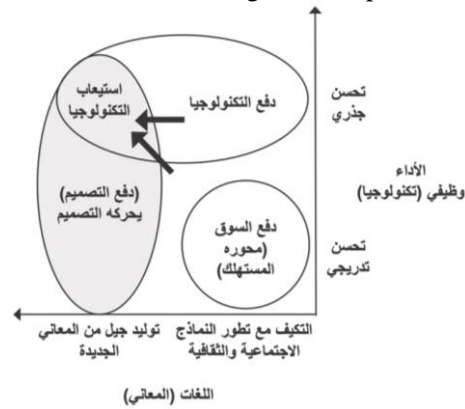 استيعاب
التكنولوجيا
دفع التكنولوجيا
تحسن
جذري
الأداء
وظيفي (تكنولوجيا)
(دفع التصميم)
يحركه التصميم
دفع السوق
(محوره
المستهلك)
تحسن
تدريجي
التكيف مع تطور النماذج
الاجتماعية والثقافية
توليد جيل من المعاني
الجديدة
اللغات (المعاني)